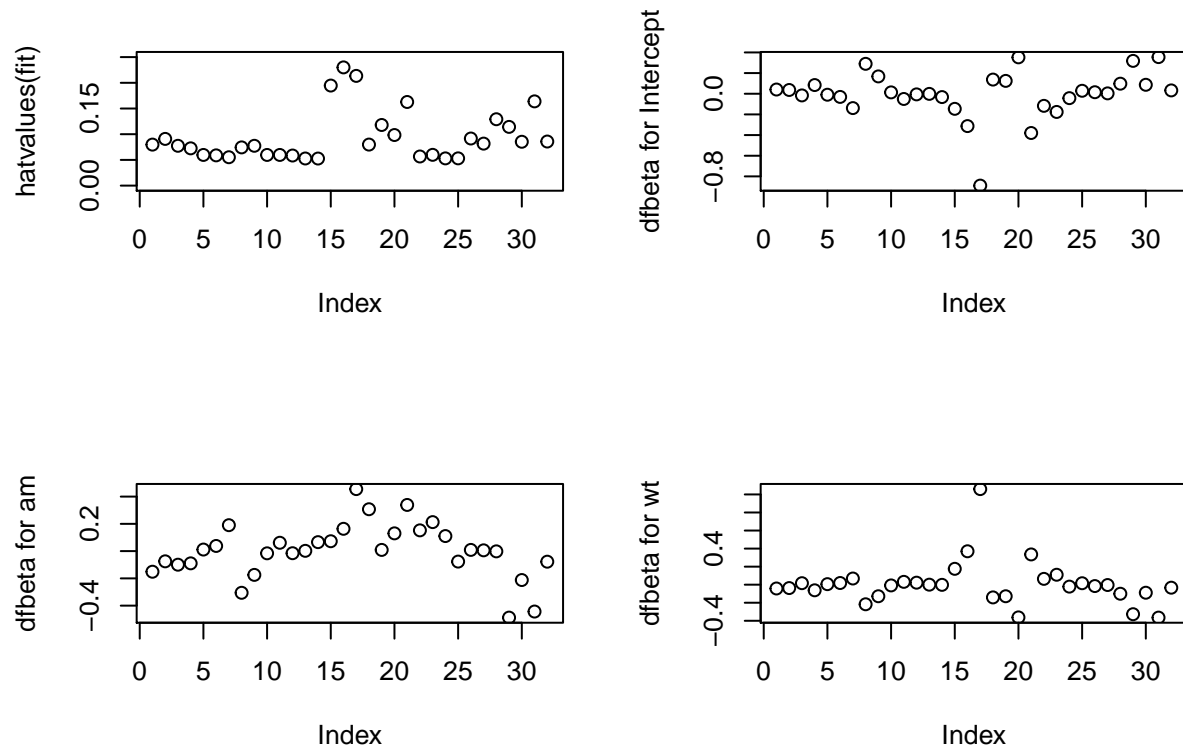 hatvalues(fit)
0.00 0.15
0 5 10 15 20 25 30
Index
dfbeta for Intercept
−0.8 0.0
0 5 10 15 20 25 30
Index
dfbeta for am
−0.4 0.2
0 5 10 15 20 25 30
Index
dfbeta for wt
−0.4 0.4
0 5 10 15 20 25 30
Index